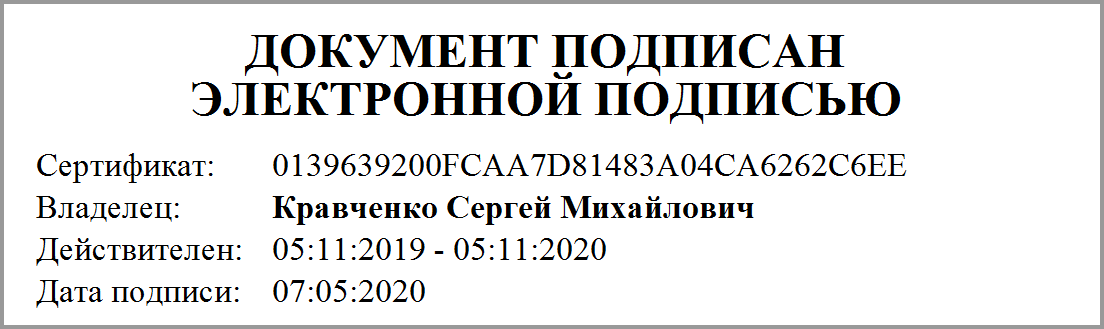 ДОКУМЕНТ ПОДПИСАН
ЭЛЕКТРОННОЙ ПОДПИСЬЮ
Сертификат: 0139639200FCAA7D81483A04CA6262C6EE
Владелец: Кравченко Сергей Михайлович
Действителен: 05:11:2019 - 05:11:2020
Дата подписи: 07:05:2020